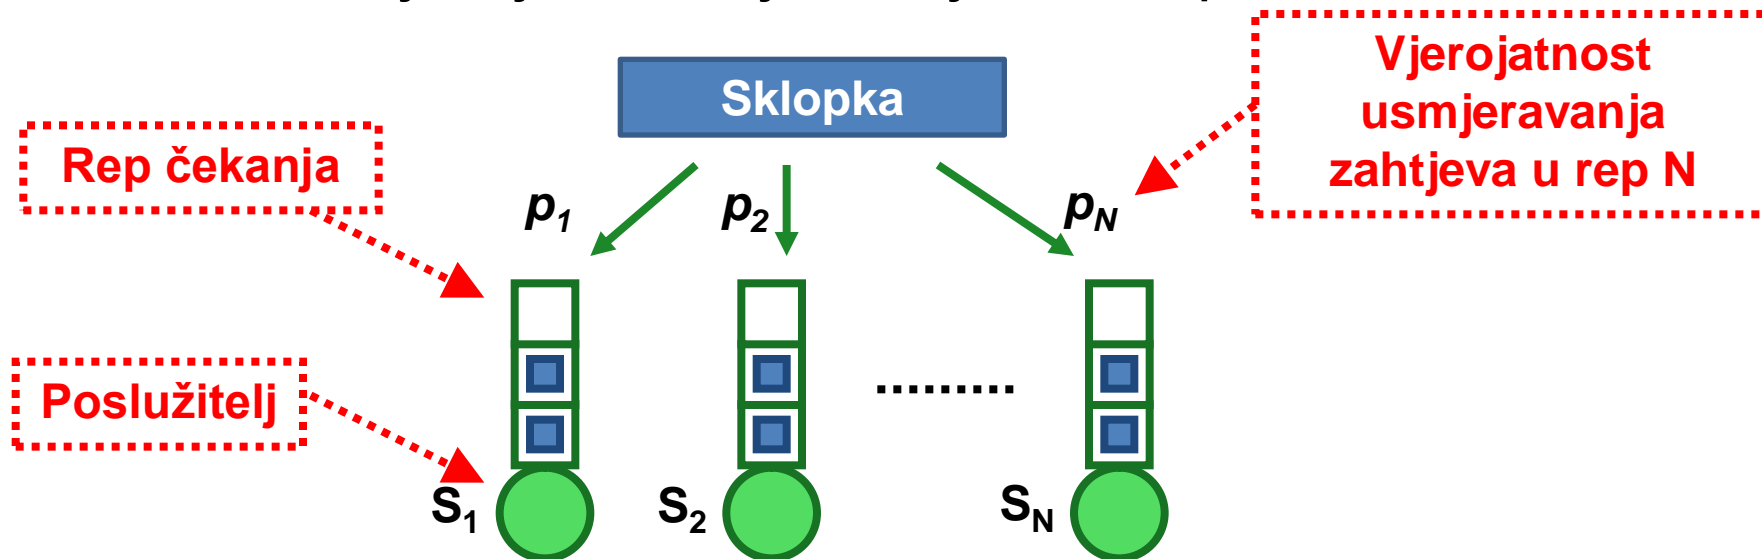 Sklopka
Vjerojatnost
usmjeravanja
zahtjeva u rep N
Rep čekanja
p1
p2
pN
.........
Poslužitelj
S1
S2
SN